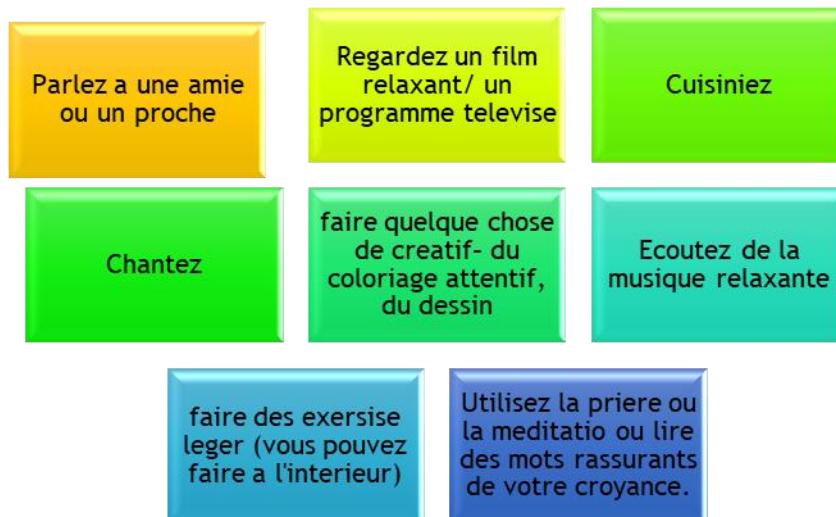 Parlez a une amie
ou un proche
Regardez un film
relaxant/ un
programme televise
Cuisiniez
Chantez
faire quelque chose
de creatif- du
coloriage attentif,
du dessin
Ecoutez de la
musique relaxante
faire des exersise
leger (vous pouvez
faire a l'interieur)
Utilisez la priere ou
la meditatio ou lire
des mots rassurants
de votre croyance.